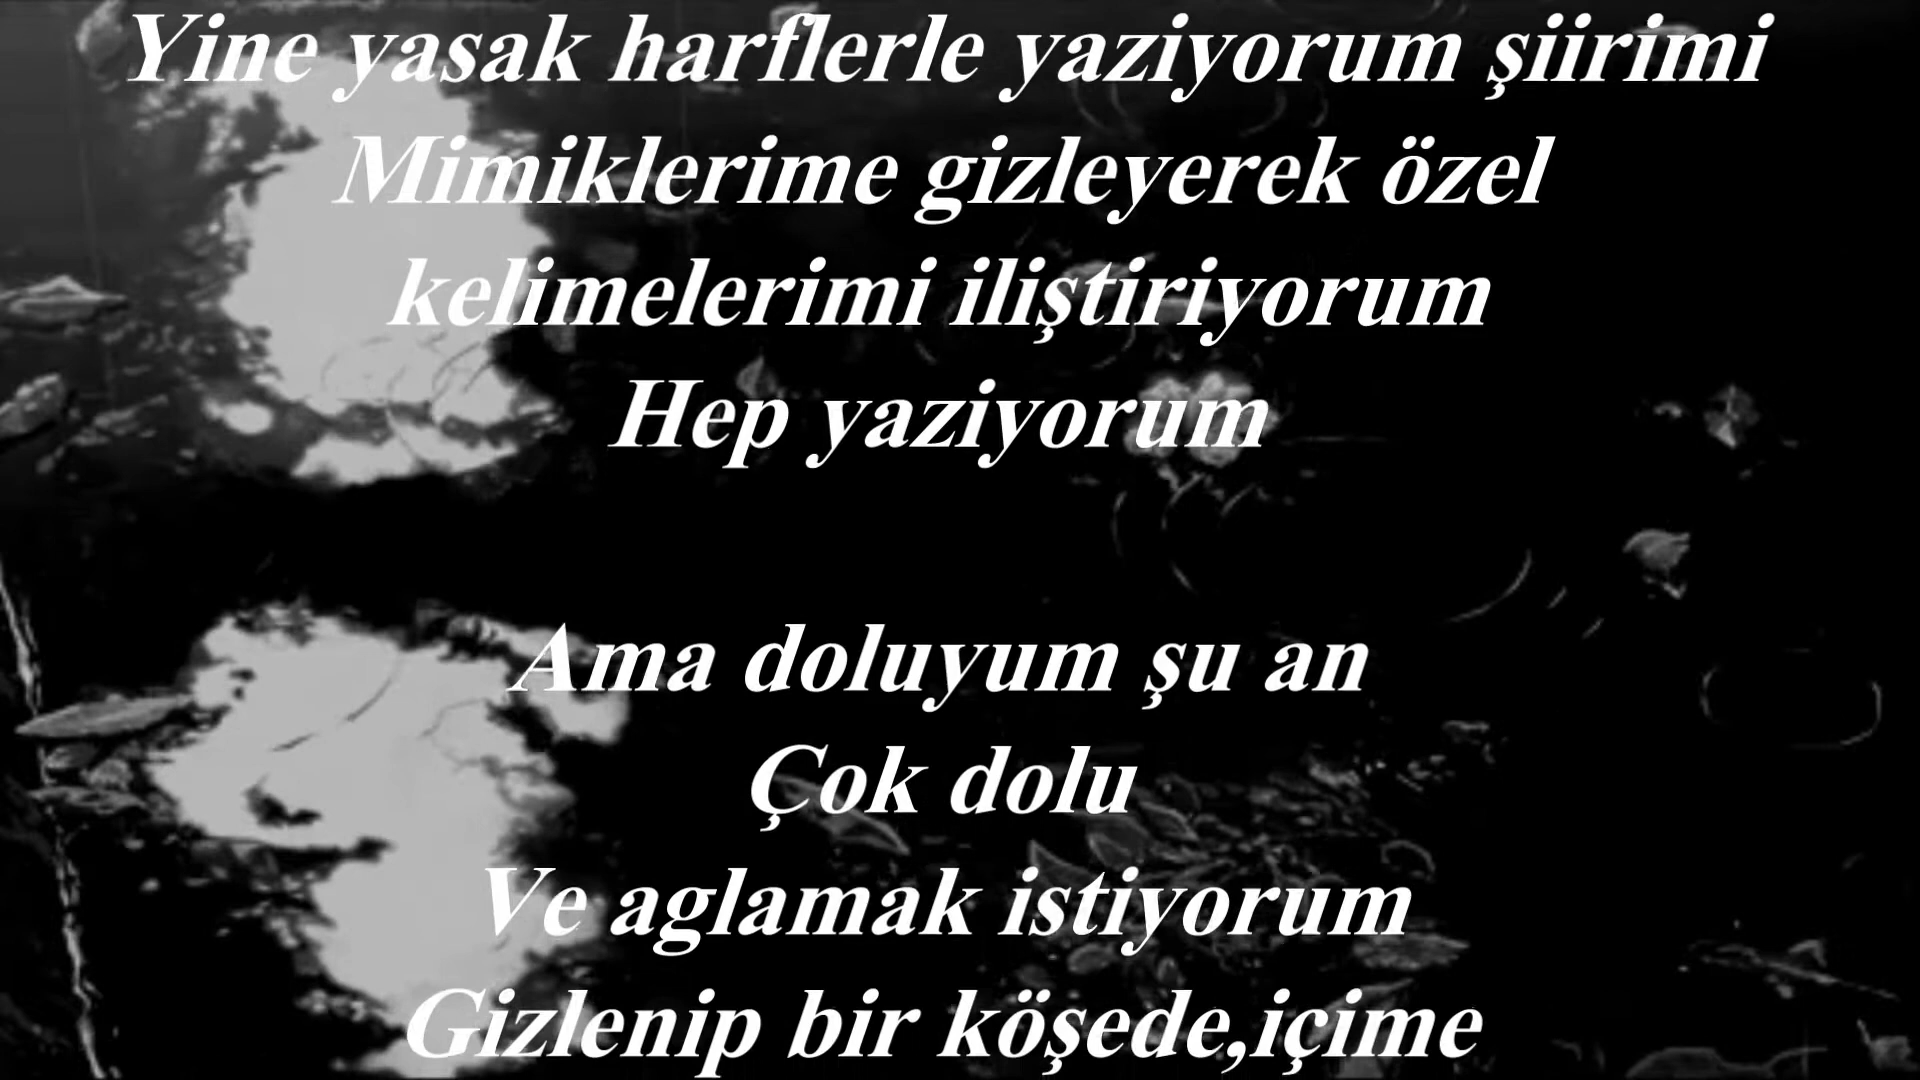 Yine yasak harflerle yaziyorum şiirimi
Mimiklerime gizleyerek özel
kelimelerimi iliştiriyorum
Hep yaziyorum
Ama doluyum şu an
Çok dolu
Ve aglamak istiyorum
Gizlenip bir köşede,içime